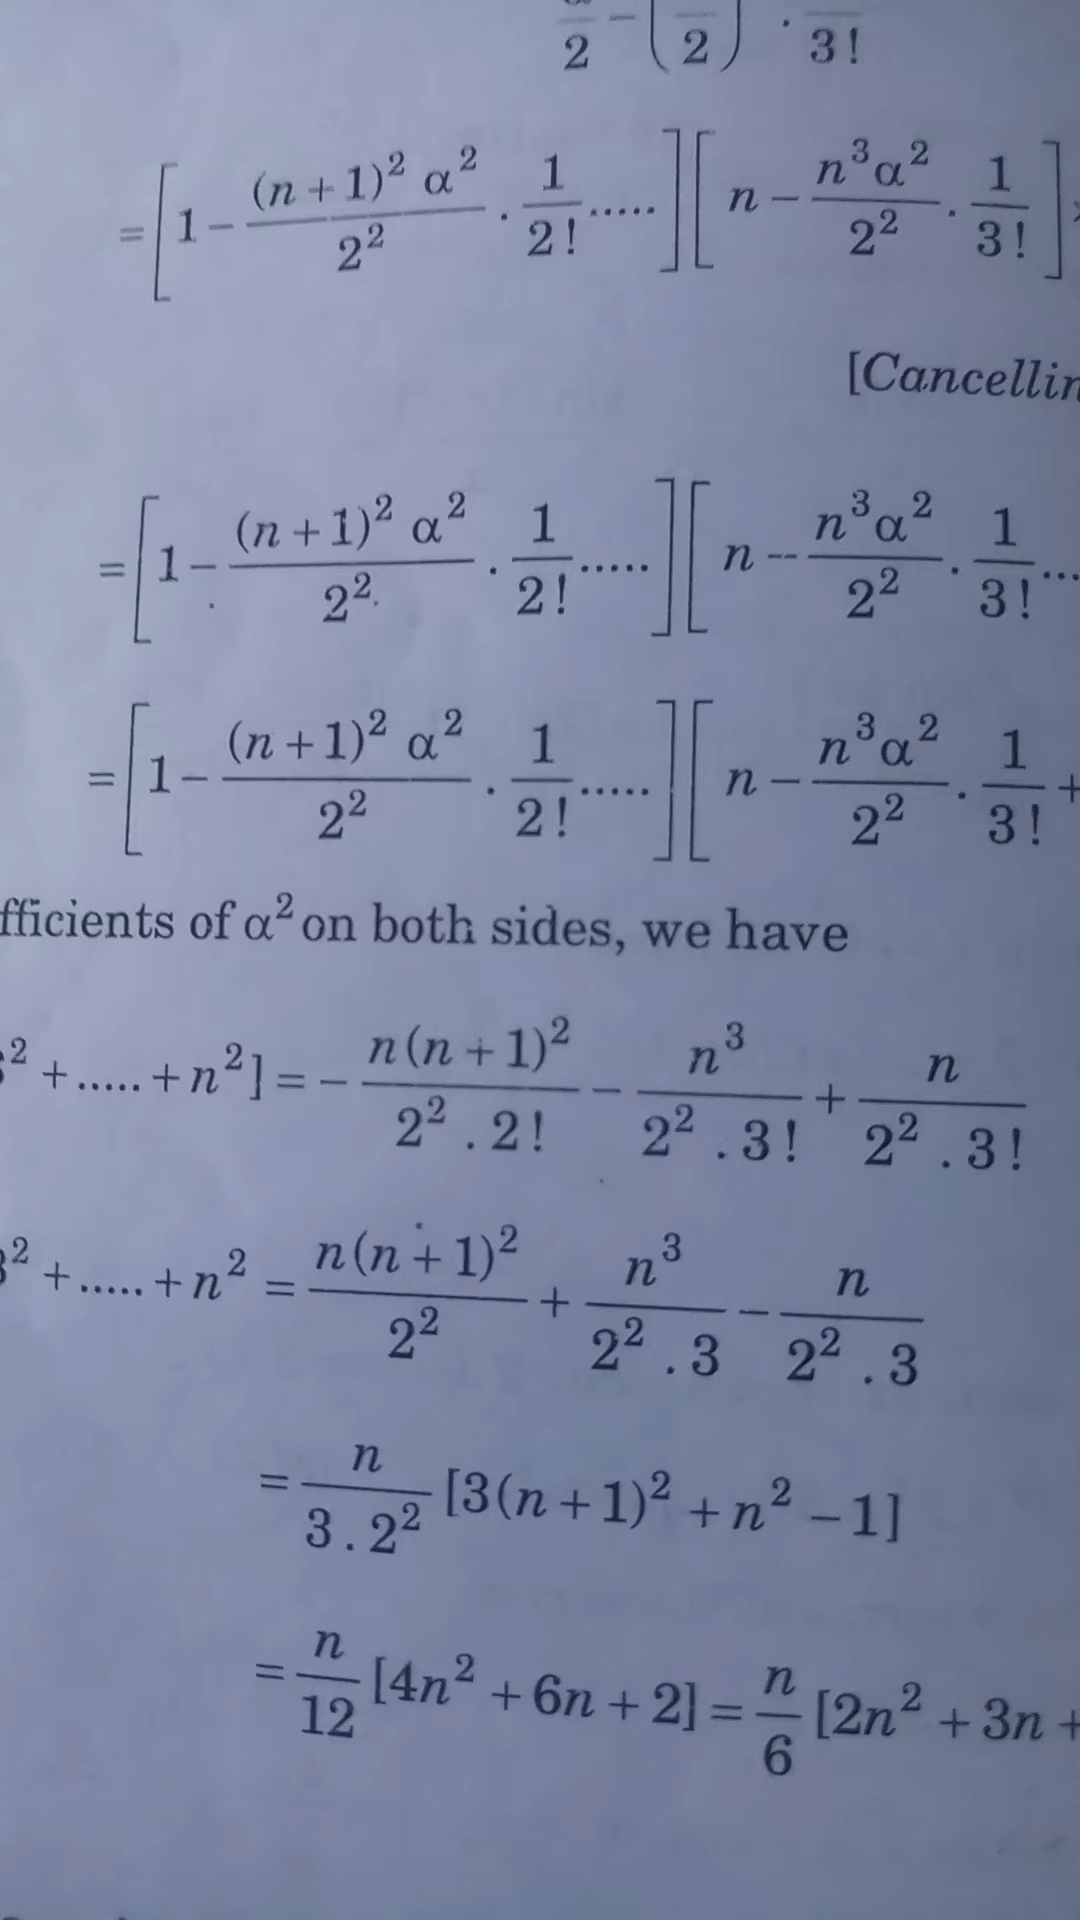 α/2 − ( /2) · /3!
= [1 − (n + 1)² α²/2² · 1/2! .....] [n − n³α²/2² · 1/3!] ×
[Cancellin
= [1 − (n + 1)² α²/2² · 1/2! .....] [n -- n³α²/2² · 1/3! ...
= [1 − (n + 1)² α²/2² · 1/2! .....] [n − n³α²/2² · 1/3! +
fficients of α² on both sides, we have
3² + ..... + n²] = − n(n + 1)²/2² . 2! − n³/2² . 3! + n/2² . 3!
3² + ..... + n² = n(n + 1)²/2² + n³/2² . 3 − n/2² . 3
= n/3 . 2² [3(n + 1)² + n² − 1]
= n/12 [4n² + 6n + 2] = n/6 [2n² + 3n +